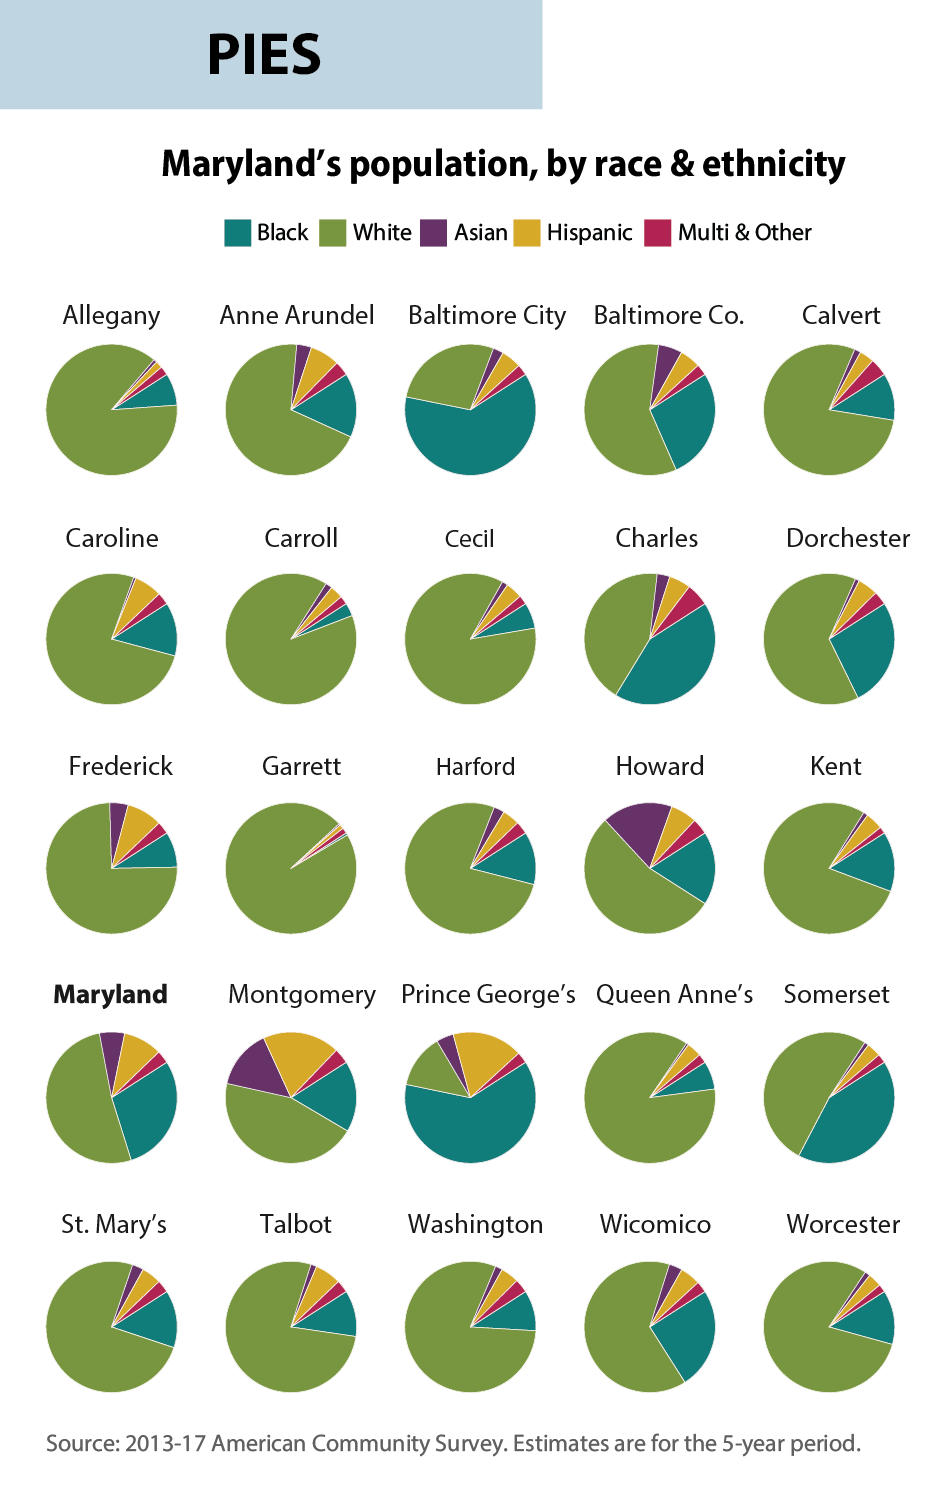 PIES
Maryland’s population, by race & ethnicity
Black White Asian Hispanic Multi & Other
Allegany Anne Arundel Baltimore City Baltimore Co. Calvert
Caroline Carroll Cecil Charles Dorchester
Frederick Garrett Harford Howard Kent
Maryland Montgomery Prince George’s Queen Anne’s Somerset
St. Mary’s Talbot Washington Wicomico Worcester
Source: 2013-17 American Community Survey. Estimates are for the 5-year period.